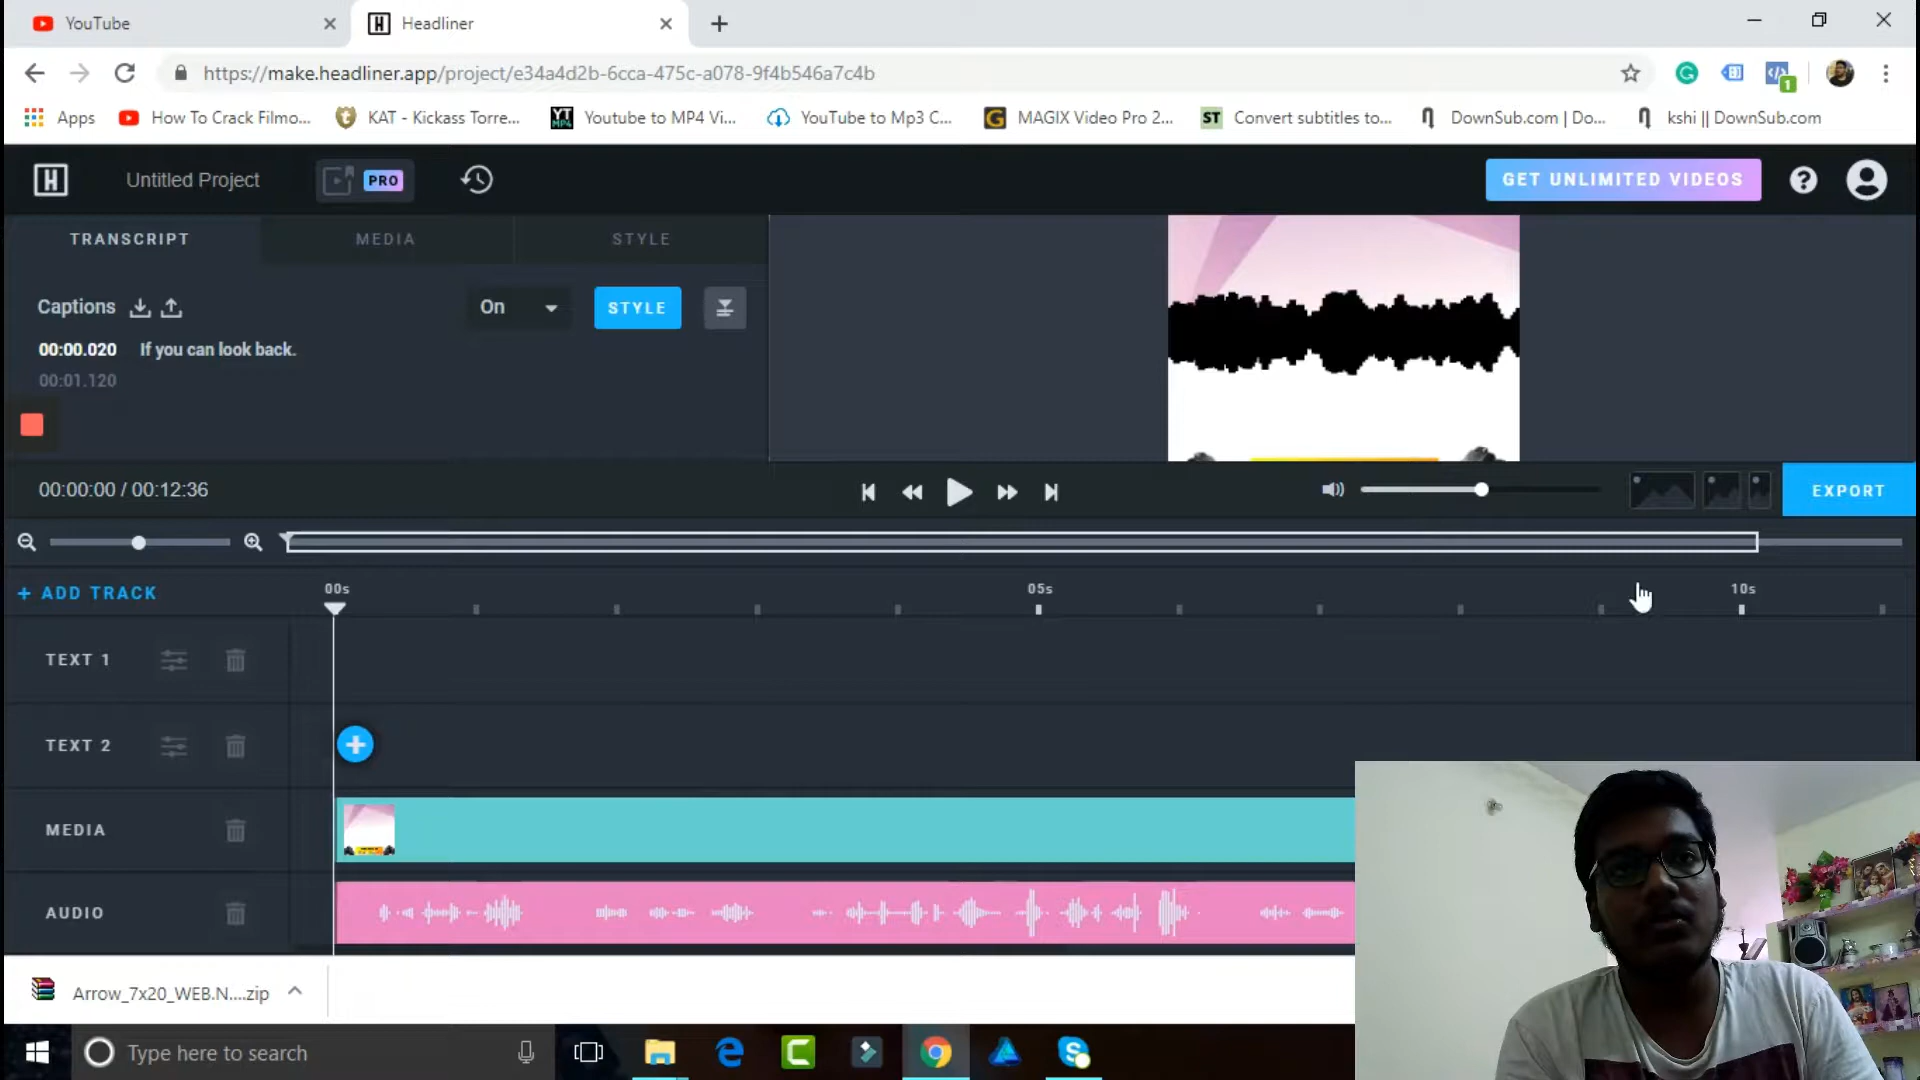 YouTube
Headliner
https://make.headliner.app/project/e34a4d2b-6cca-475c-a078-9f4b546a7c4b
1
Apps
How To Crack Filmo...
KAT - Kickass Torre...
YT MP4
Youtube to MP4 Vi...
YouTube to Mp3 C...
G
MAGIX Video Pro 2...
ST
Convert subtitles to...
DownSub.com | Do...
kshi || DownSub.com
H
Untitled Project
PRO
GET UNLIMITED VIDEOS
?
TRANSCRIPT
MEDIA
STYLE
Captions
On
STYLE
00:00.020
If you can look back.
00:01.120
00:00:00 / 00:12:36
EXPORT
+ ADD TRACK
00s
05s
10s
TEXT 1
TEXT 2
MEDIA
AUDIO
Arrow_7x20_WEB.N....zip
Type here to search